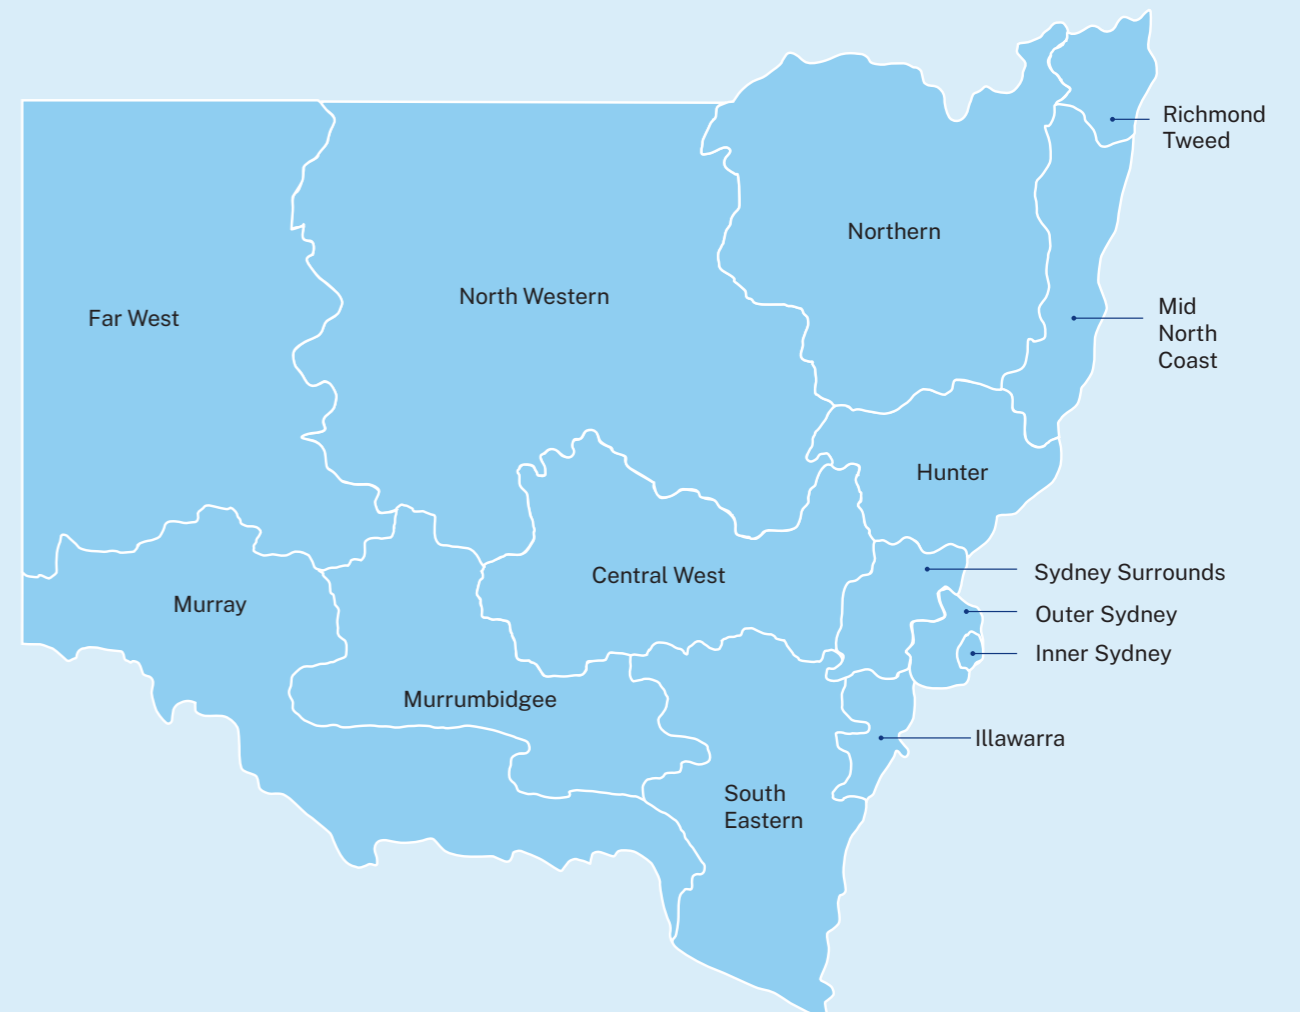 Richmond
Tweed
Northern
North Western
Far West
Mid
North
Coast
Hunter
Central West
Sydney Surrounds
Murray
Outer Sydney
Inner Sydney
Murrumbidgee
Illawarra
South
Eastern